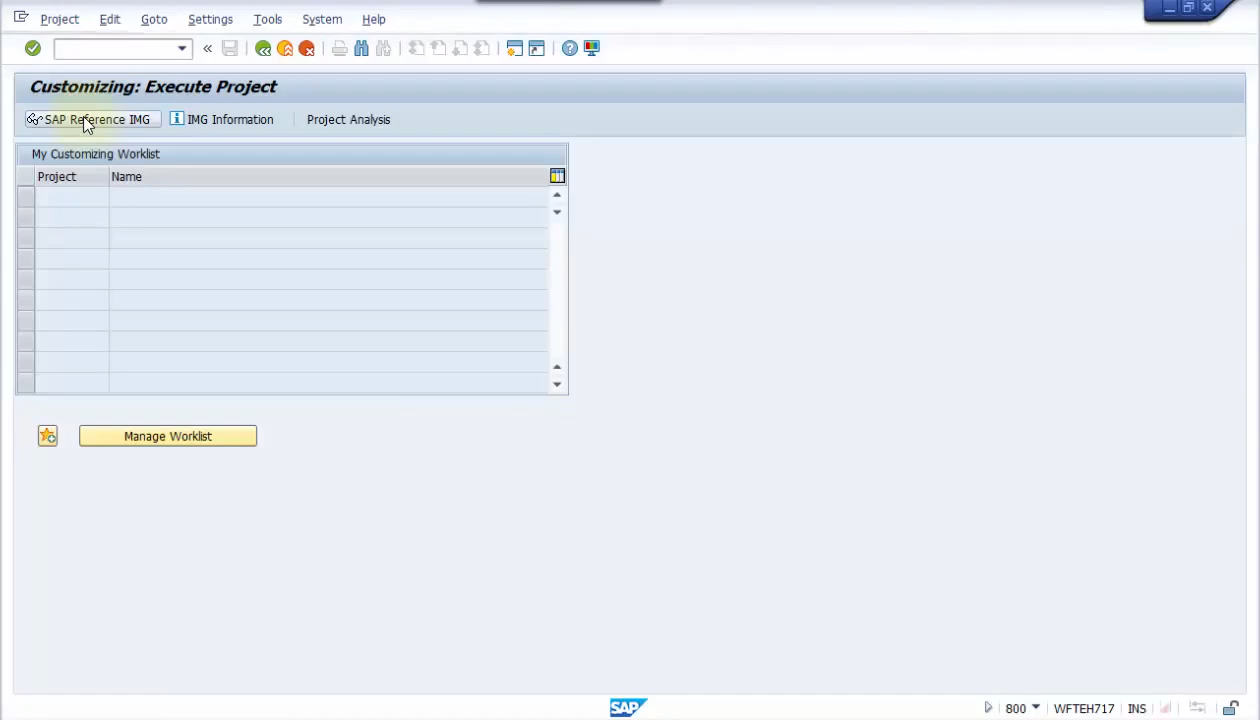 Project Edit Goto Settings Tools System Help
Customizing: Execute Project
SAP Reference IMG IMG Information Project Analysis
My Customizing Worklist
Project Name
Manage Worklist
SAP 800 WFTEH717 INS